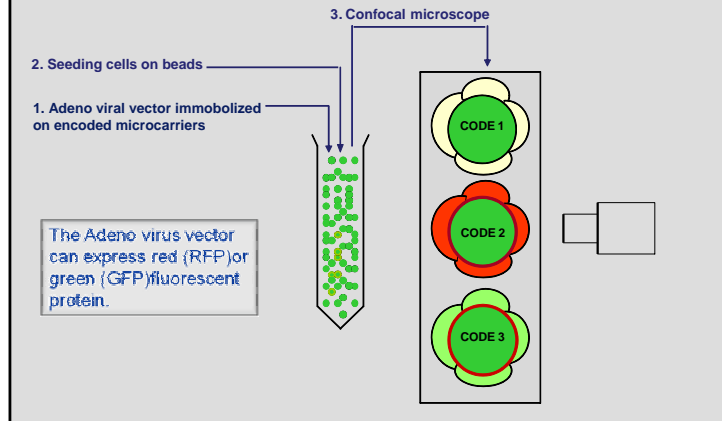 3. Confocal microscope
2. Seeding cells on beads
1. Adeno viral vector immobolized
on encoded microcarriers
CODE 1
CODE 2
CODE 3
The Adeno virus vector
can express red (RFP)or
green (GFP)fluorescent
protein.